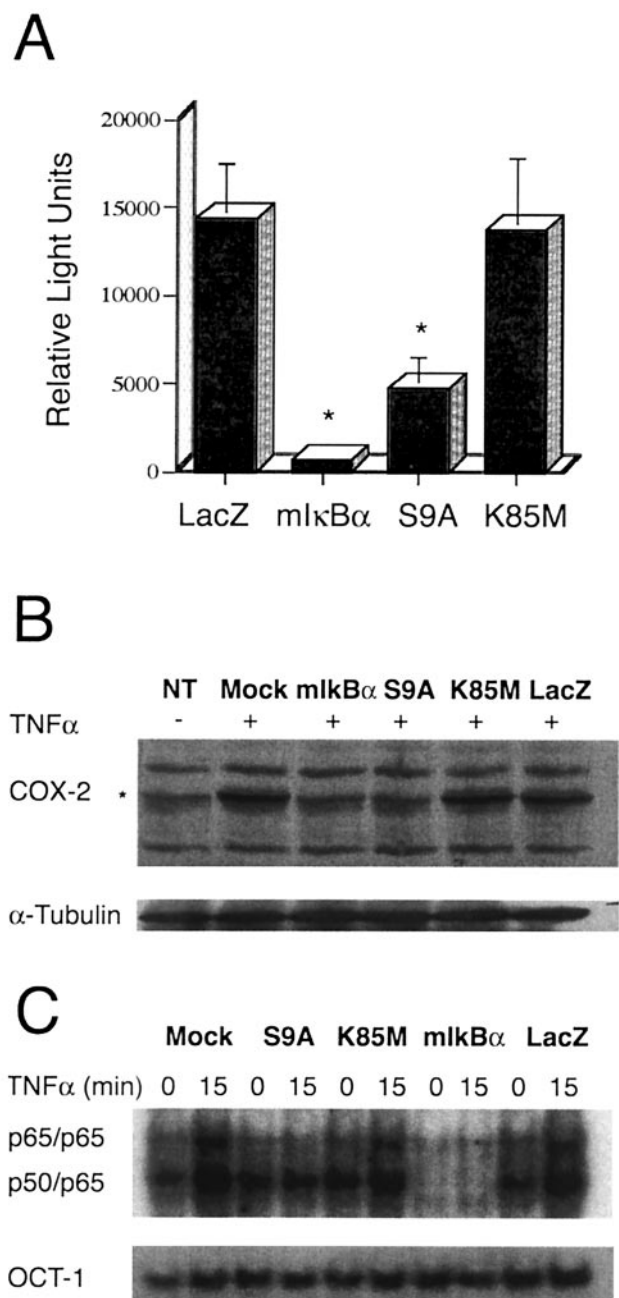 A
20000
15000
10000
5000
0
Relative Light Units
*
*
LacZ mIκBα S9A K85M
B
NT Mock mIkBα S9A K85M LacZ
TNFα - + + + + +
COX-2 *
α-Tubulin
C
Mock S9A K85M mIkBα LacZ
TNFα (min) 0 15 0 15 0 15 0 15 0 15
p65/p65
p50/p65
OCT-1